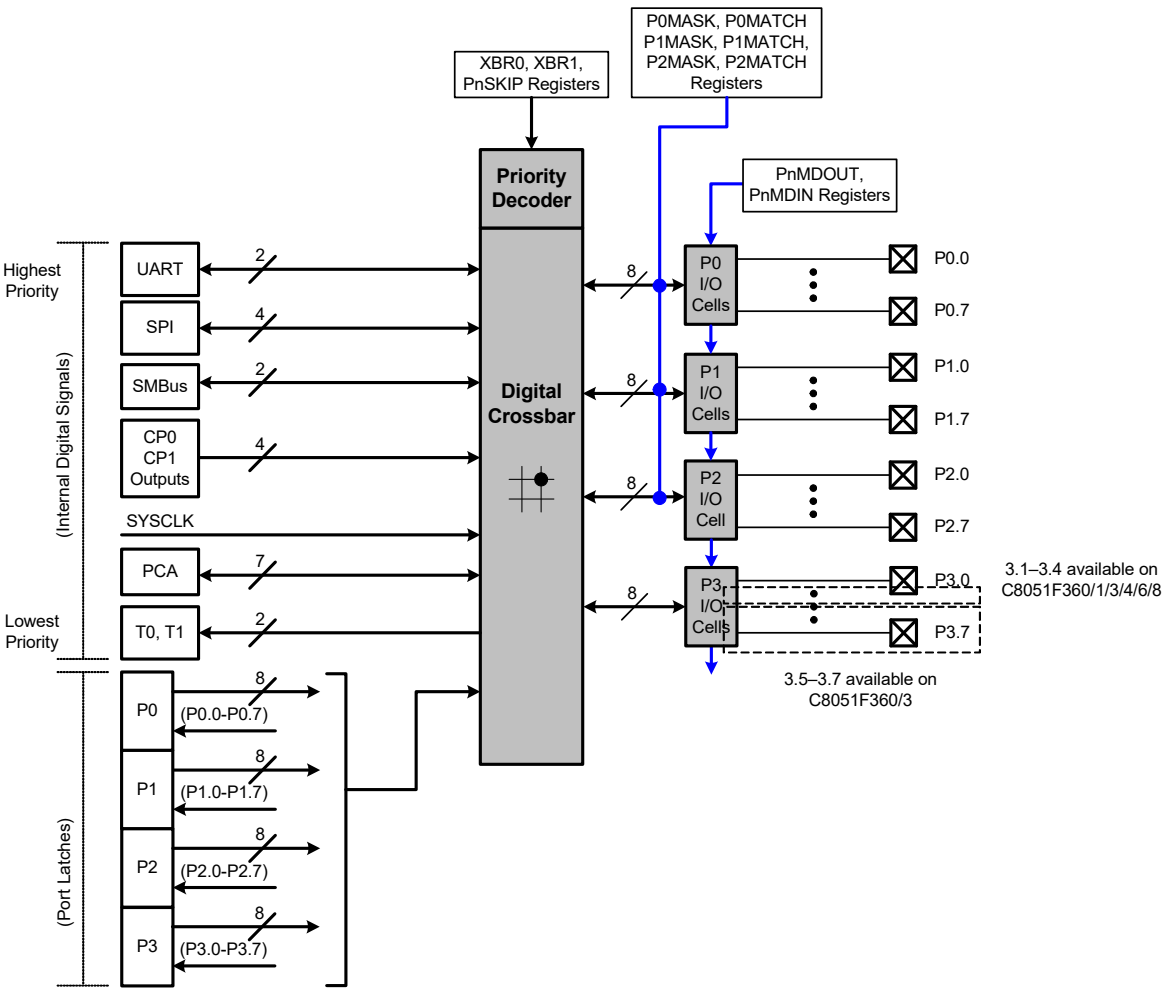 P0MASK, P0MATCH
P1MASK, P1MATCH,
P2MASK, P2MATCH
Registers
XBR0, XBR1,
PnSKIP Registers
PnMDOUT,
PnMDIN Registers
Priority
Decoder
Digital
Crossbar
Highest
Priority
(Internal Digital Signals)
Lowest
Priority
UART
2
SPI
4
SMBus
2
CP0
CP1
Outputs
4
SYSCLK
PCA
7
T0, T1
2
(Port Latches)
P0
8
(P0.0-P0.7)
P1
8
(P1.0-P1.7)
P2
8
(P2.0-P2.7)
P3
8
(P3.0-P3.7)
8
P0
I/O
Cells
P0.0
P0.7
8
P1
I/O
Cells
P1.0
P1.7
8
P2
I/O
Cell
P2.0
P2.7
8
P3
I/O
Cells
P3.0
P3.7
3.1–3.4 available on
C8051F360/1/3/4/6/8
3.5–3.7 available on
C8051F360/3